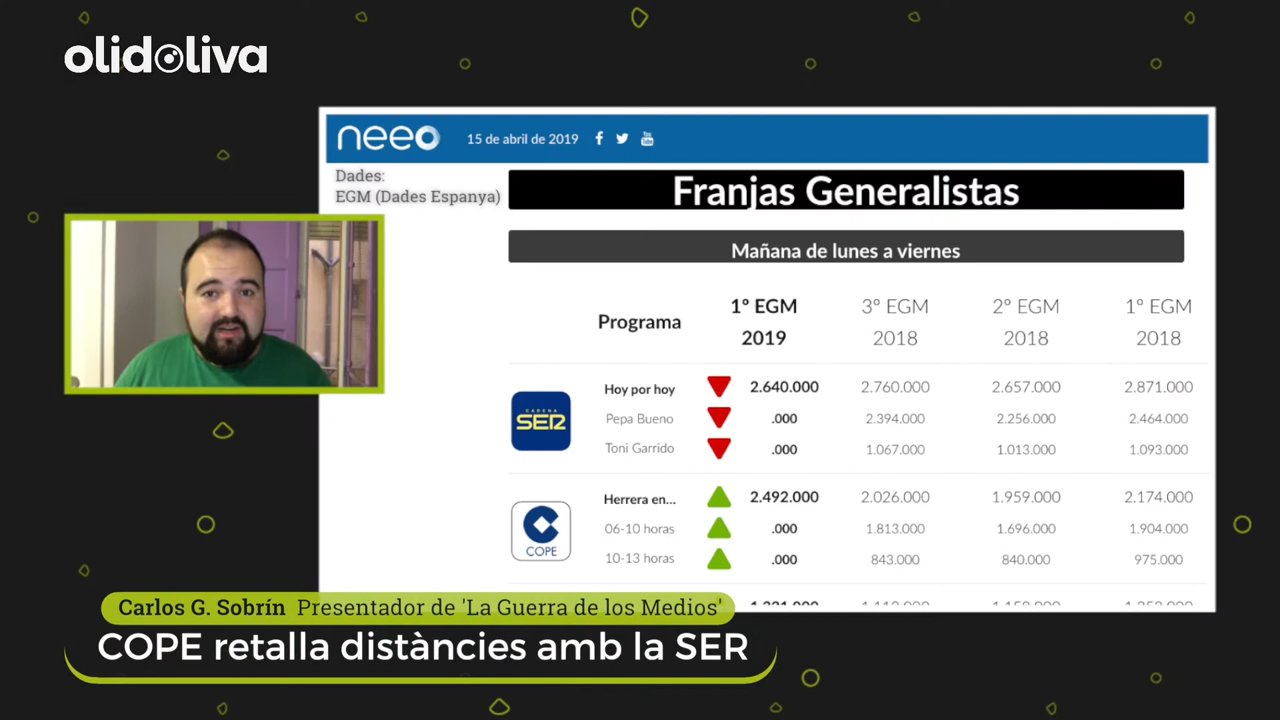 olidoliva
neeo 15 de abril de 2019
Dades:
EGM (Dades Espanya)
Franjas Generalistas
Mañana de lunes a viernes
Programa 1º EGM 2019 3º EGM 2018 2º EGM 2018 1º EGM 2018
CADENA
SER
Hoy por hoy 2.640.000 2.760.000 2.657.000 2.871.000
Pepa Bueno .000 2.394.000 2.256.000 2.464.000
Toni Garrido .000 1.067.000 1.013.000 1.093.000
COPE
Herrera en... 2.492.000 2.026.000 1.959.000 2.174.000
06-10 horas .000 1.813.000 1.696.000 1.904.000
10-13 horas .000 843.000 840.000 975.000
Carlos G. Sobrín Presentador de 'La Guerra de los Medios'
COPE retalla distàncies amb la SER